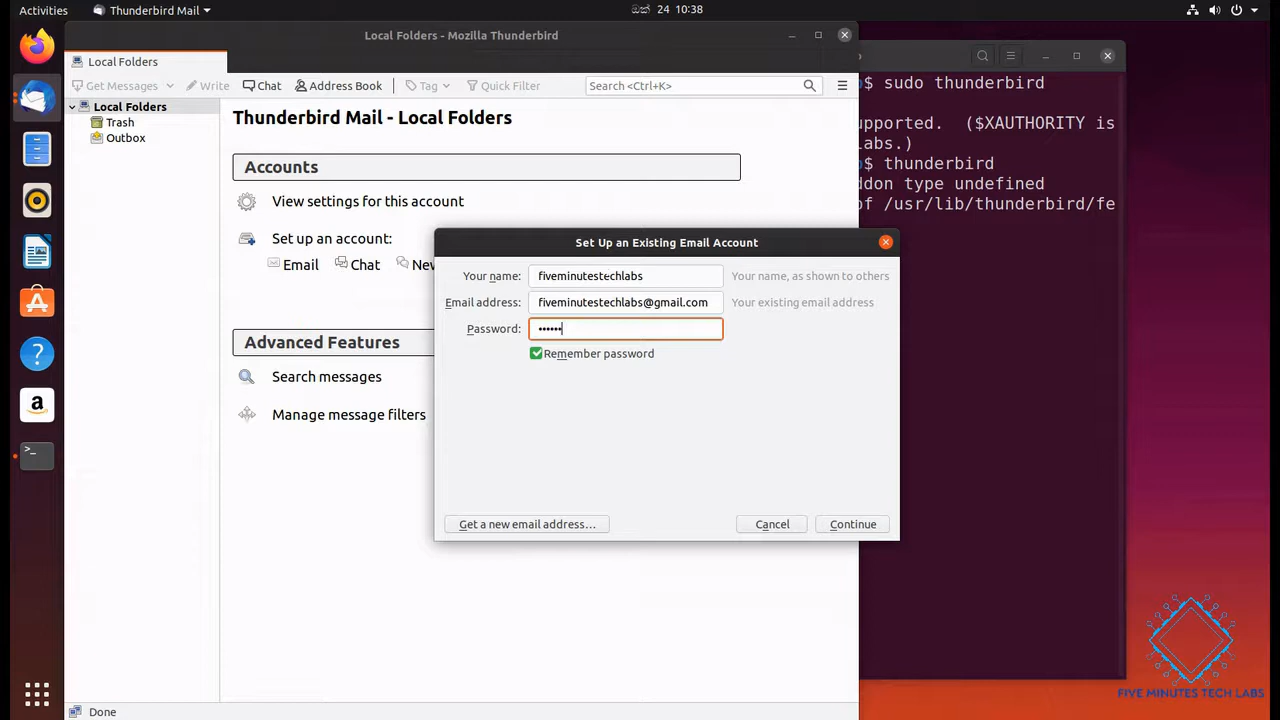 Activities
Thunderbird Mail
ඔක් 24 10:38
Local Folders - Mozilla Thunderbird
Local Folders
Get Messages
Write
Chat
Address Book
Tag
Quick Filter
Search <Ctrl+K>
Local Folders
Trash
Outbox
Thunderbird Mail - Local Folders
Accounts
View settings for this account
Set up an account:
Email
Chat
New
Advanced Features
Search messages
Manage message filters
$ sudo thunderbird
upported. ($XAUTHORITY is
abs.)
$ thunderbird
ddon type undefined
of /usr/lib/thunderbird/fe
Set Up an Existing Email Account
Your name:
fiveminutestechlabs
Your name, as shown to others
Email address:
fiveminutestechlabs@gmail.com
Your existing email address
Password:
••••••
Remember password
Get a new email address…
Cancel
Continue
FIVE MINUTES TECH LABS
Done